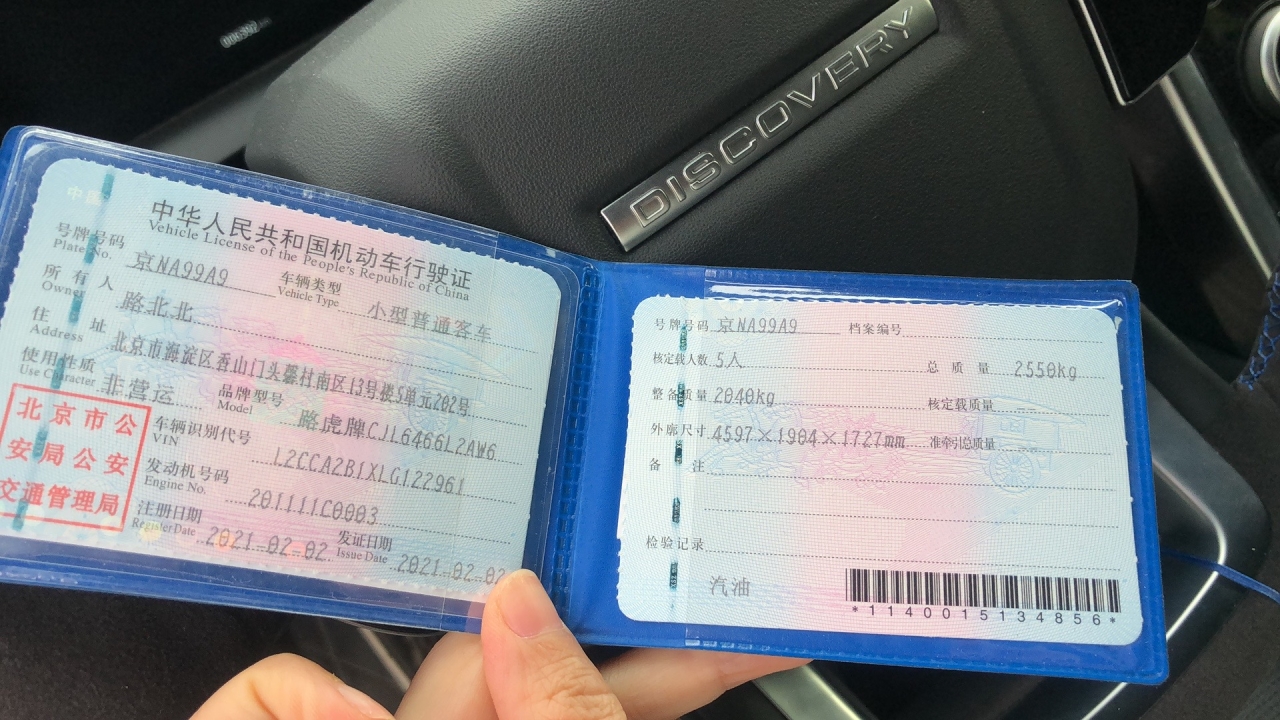 DISCOVERY
中华人民共和国机动车行驶证
Vehicle License of the People's Republic of China
号牌号码 京NA99A9 车辆类型 小型普通客车
Plate No. Vehicle Type
所有人 路北北
Owner
住址 北京市海淀区香山门头馨村南区13号楼5单元202号
Address
使用性质 非营运 品牌型号 路虎牌CJL6466L2AW6
Use Character Model
北京市公
安局公安
交通管理局
车辆识别代号 L2CCA2B1XLG122961
VIN
发动机号码 201111C0003
Engine No.
注册日期 2021-02-02 发证日期 2021-02-02
Register Date Issue Date
号牌号码 京NA99A9 档案编号
核定载人数 5人 总质量 2550kg
整备质量 2040kg 核定载质量 --
外廓尺寸 4597×1904×1727mm 准牵引总质量
备注
检验记录
汽油
*1140015134856*